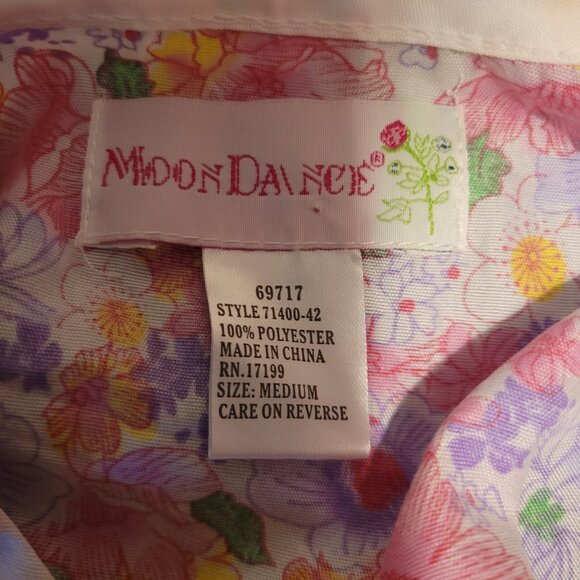 MOONDANCE®
69717
STYLE 71400-42
100% POLYESTER
MADE IN CHINA
RN.17199
SIZE: MEDIUM
CARE ON REVERSE